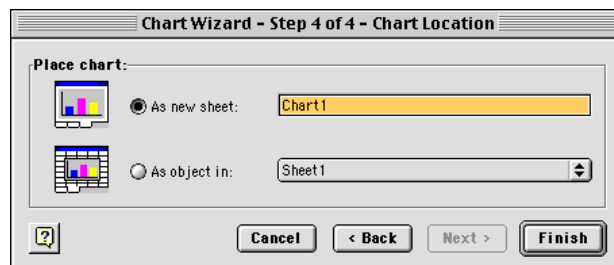 Chart Wizard – Step 4 of 4 – Chart Location
Place chart:
As new sheet: Chart1
As object in: Sheet1
? Cancel < Back Next > Finish